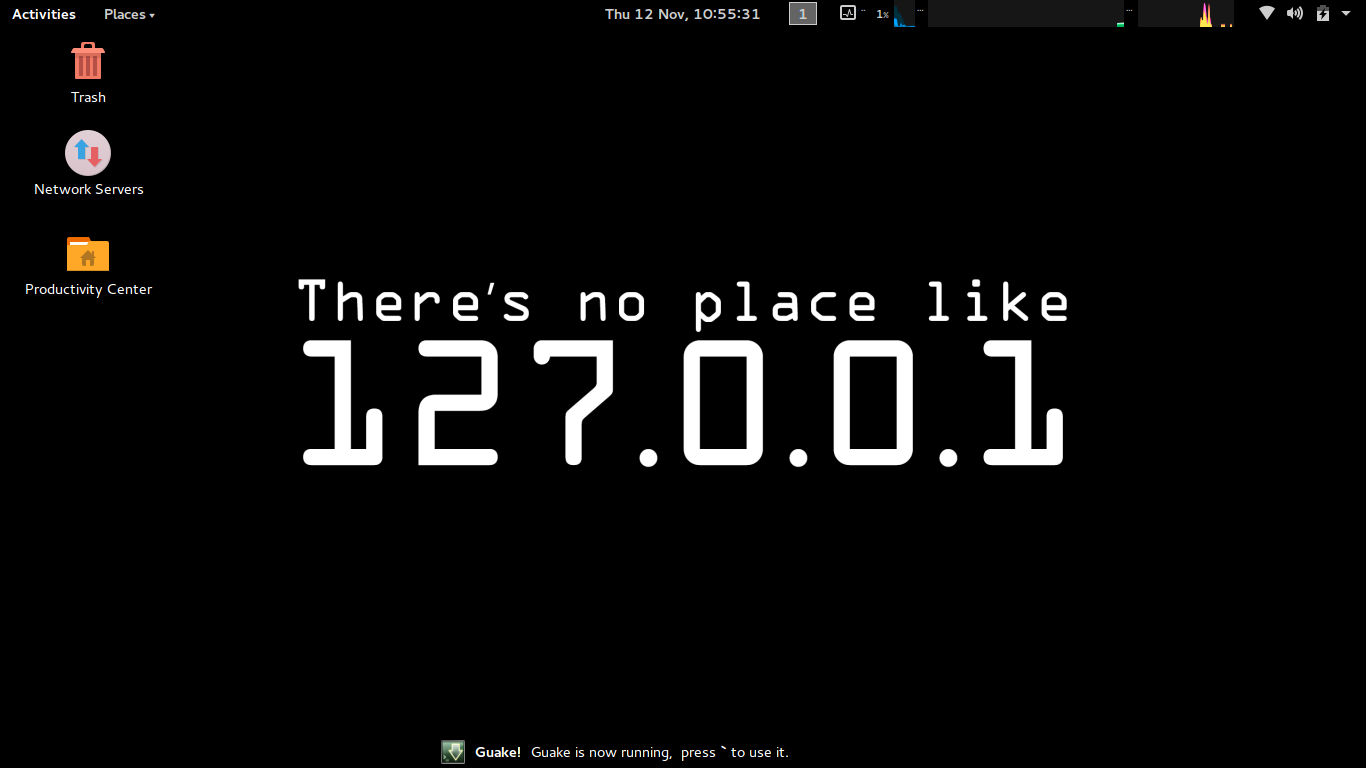 Activities Places Thu 12 Nov, 10:55:31 1 1%
Trash
Network Servers
Productivity Center
There's no place like
127.0.0.1
Guake! Guake is now running, press ` to use it.